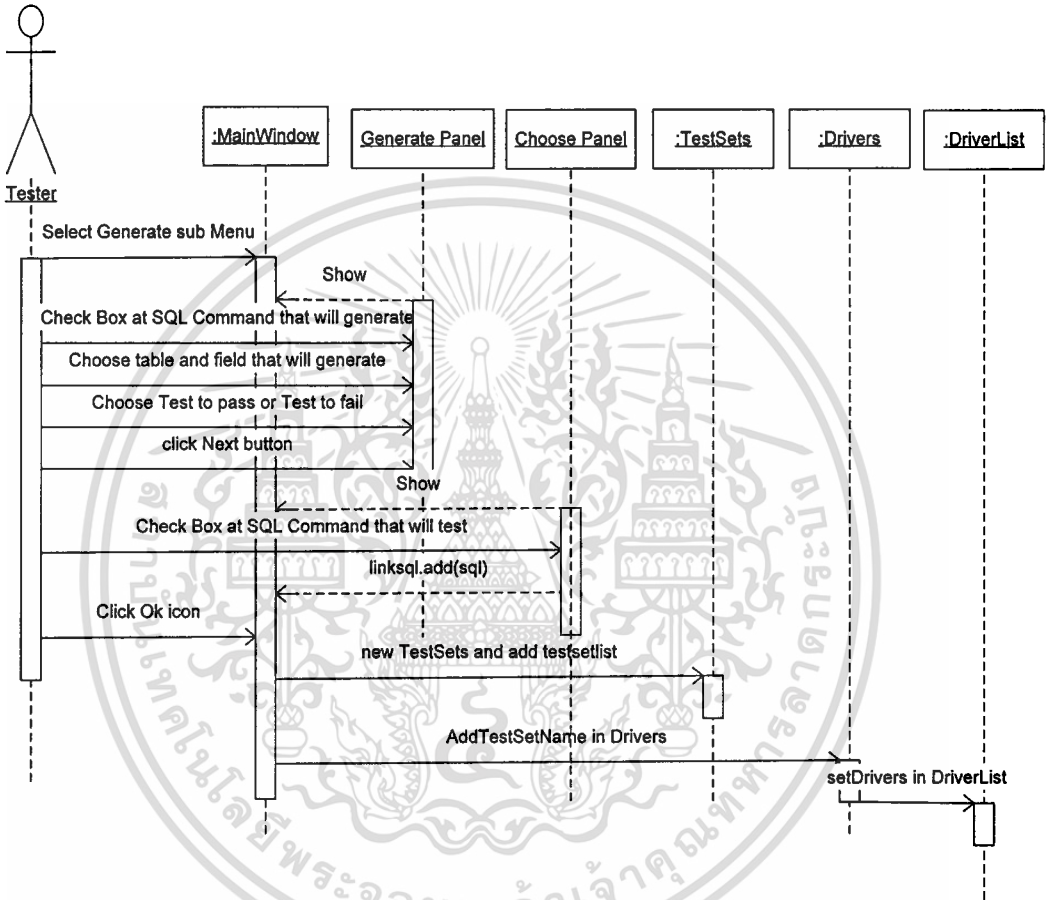 :MainWindow
Generate Panel
Choose Panel
:TestSets
:Drivers
:DriverList
Tester
Select Generate sub Menu
Show
Check Box at SQL Command that will generate
Choose table and field that will generate
Choose Test to pass or Test to fail
click Next button
Show
Check Box at SQL Command that will test
linksql.add(sql)
Click Ok icon
new TestSets and add testsetlist
AddTestSetName in Drivers
setDrivers in DriverList